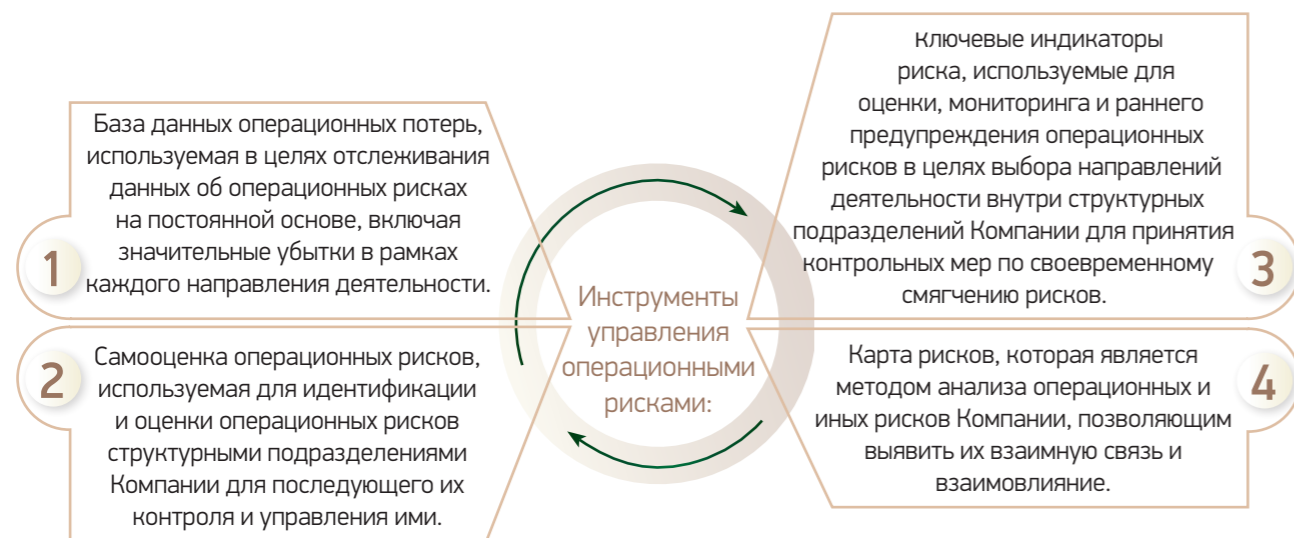 База данных операционных потерь,
используемая в целях отслеживания
данных об операционных рисках
на постоянной основе, включая
значительные убытки в рамках
каждого направления деятельности.
1
2
Самооценка операционных рисков,
используемая для идентификации
и оценки операционных рисков
структурными подразделениями
Компании для последующего их
контроля и управления ими.
Инструменты
управления
операционными
рисками:
Ключевые индикаторы
риска, используемые для
оценки, мониторинга и раннего
предупреждения операционных
рисков в целях выбора направлений
деятельности внутри структурных
подразделений Компании для принятия
контрольных мер по своевременному
смягчению рисков.
3
Карта рисков, которая является
методом анализа операционных и
иных рисков Компании, позволяющим
выявить их взаимную связь и
взаимовлияние.
4